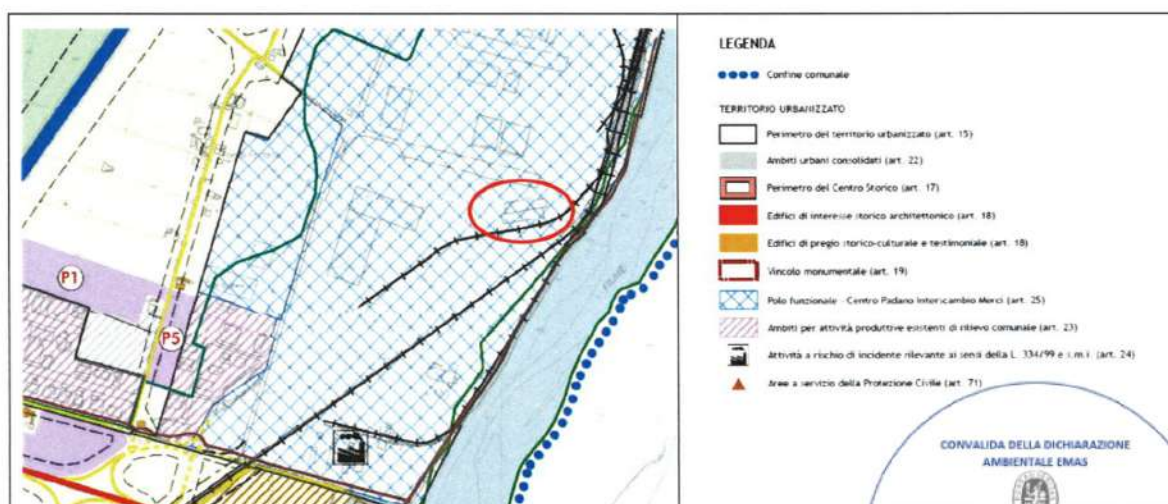 LEGENDA
Confine comunale
TERRITORIO URBANIZZATO
Perimetro del territorio urbanizzato (art. 15)
Ambiti urbani consolidati (art. 22)
Perimetro del Centro Storico (art. 17)
Edifici di interesse storico architettonico (art. 18)
Edifici di pregio storico-culturale e testimoniale (art. 18)
Vincolo monumentale (art. 19)
Polo funzionale - Centro Padano Interscambio Merci (art. 25)
Ambiti per attività produttive esistenti di rilievo comunale (art. 23)
Attività a rischio di incidente rilevante ai sensi della L. 334/99 e s.m.i. (art. 24)
Aree a servizio della Protezione Civile (art. 71)
P1
P5
FIUME
CONVALIDA DELLA DICHIARAZIONE
AMBIENTALE EMAS